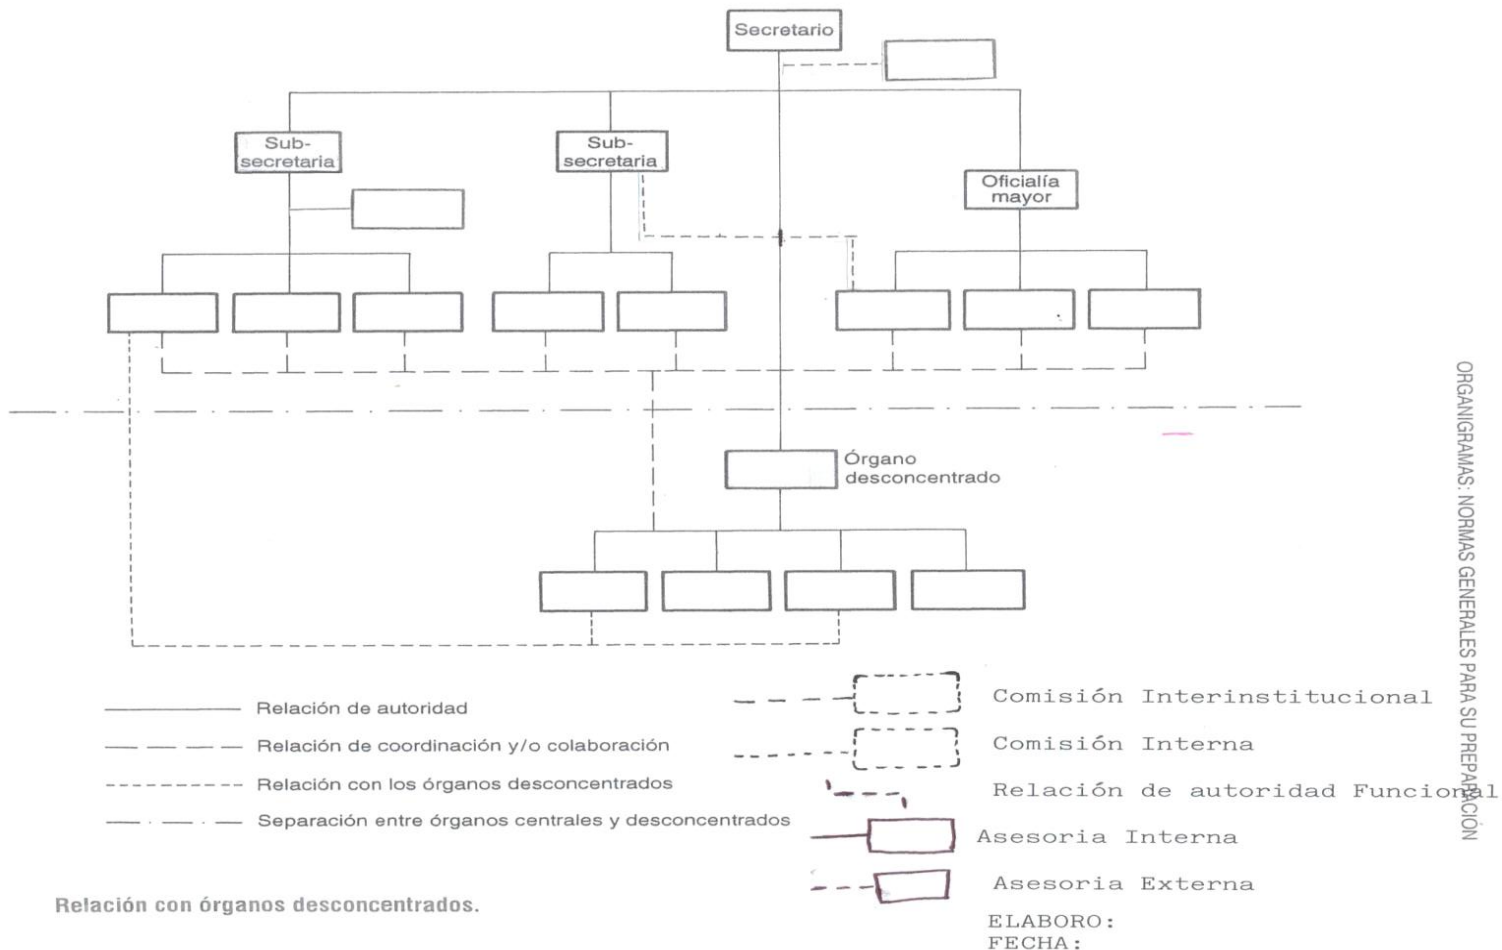 Secretario
Sub-
secretaria
Sub-
secretaria
Oficialía
mayor
Órgano
desconcentrado
Relación de autoridad
Relación de coordinación y/o colaboración
Relación con los órganos desconcentrados
Separación entre órganos centrales y desconcentrados
Comisión Interinstitucional
Comisión Interna
Relación de autoridad Funcional
Asesoria Interna
Asesoria Externa
Relación con órganos desconcentrados.
ELABORO:
FECHA:
ORGANIGRAMAS: NORMAS GENERALES PARA SU PREPARACIÓN